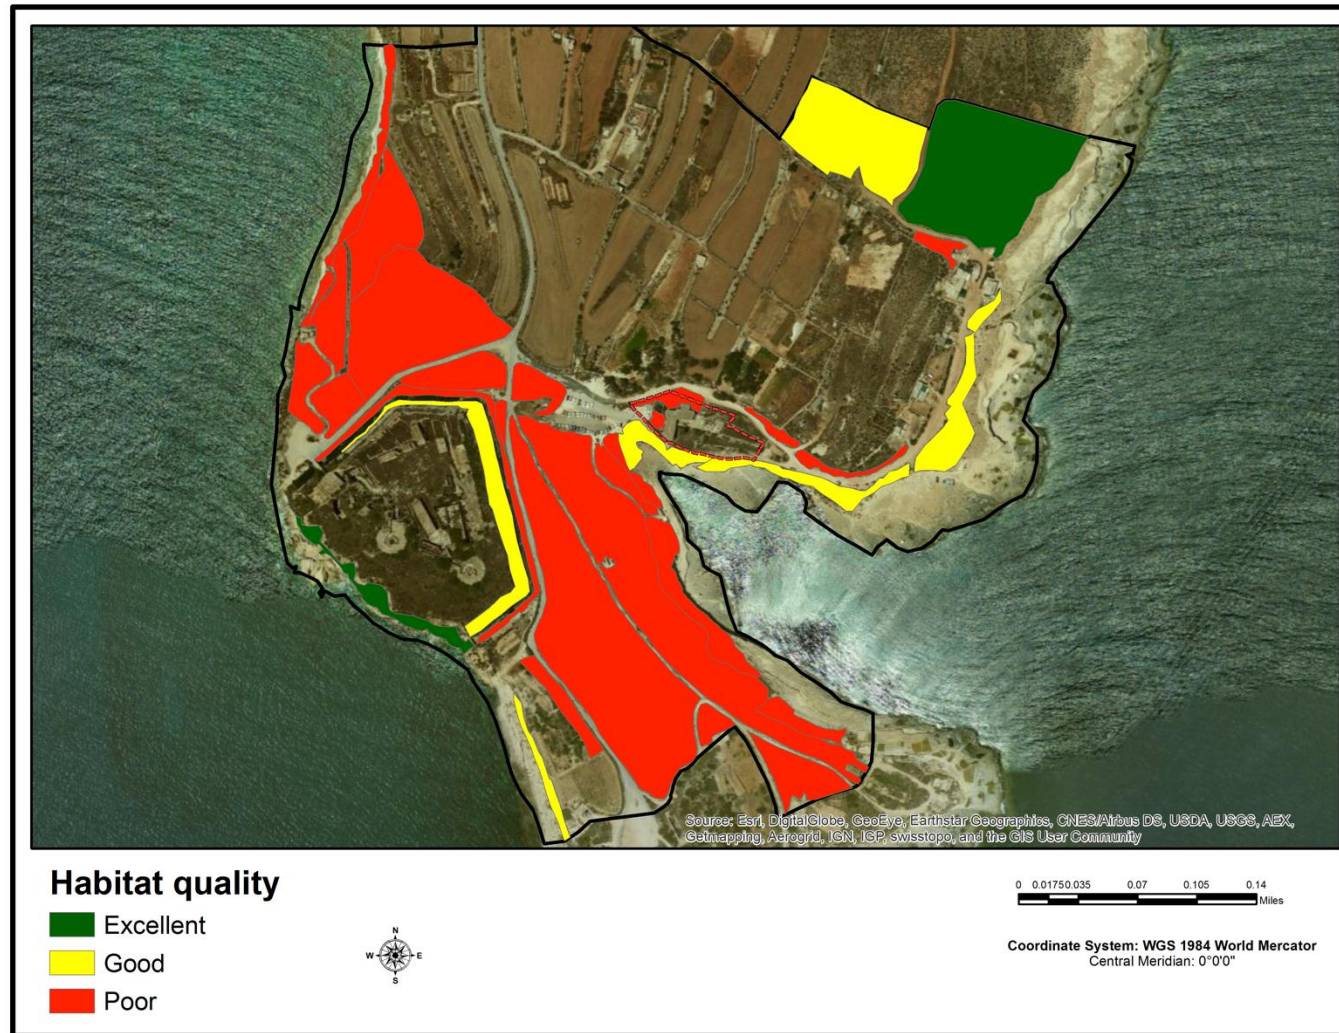 Source: Esri, DigitalGlobe, GeoEye, Earthstar Geographics, CNES/Airbus DS, USDA, USGS, AEX,
Getmapping, Aerogrid, IGN, IGP, swisstopo, and the GIS User Community
Habitat quality
Excellent
Good
Poor
N
W E
S
0 0.0175 0.035 0.07 0.105 0.14
Miles
Coordinate System: WGS 1984 World Mercator
Central Meridian: 0°0'0"